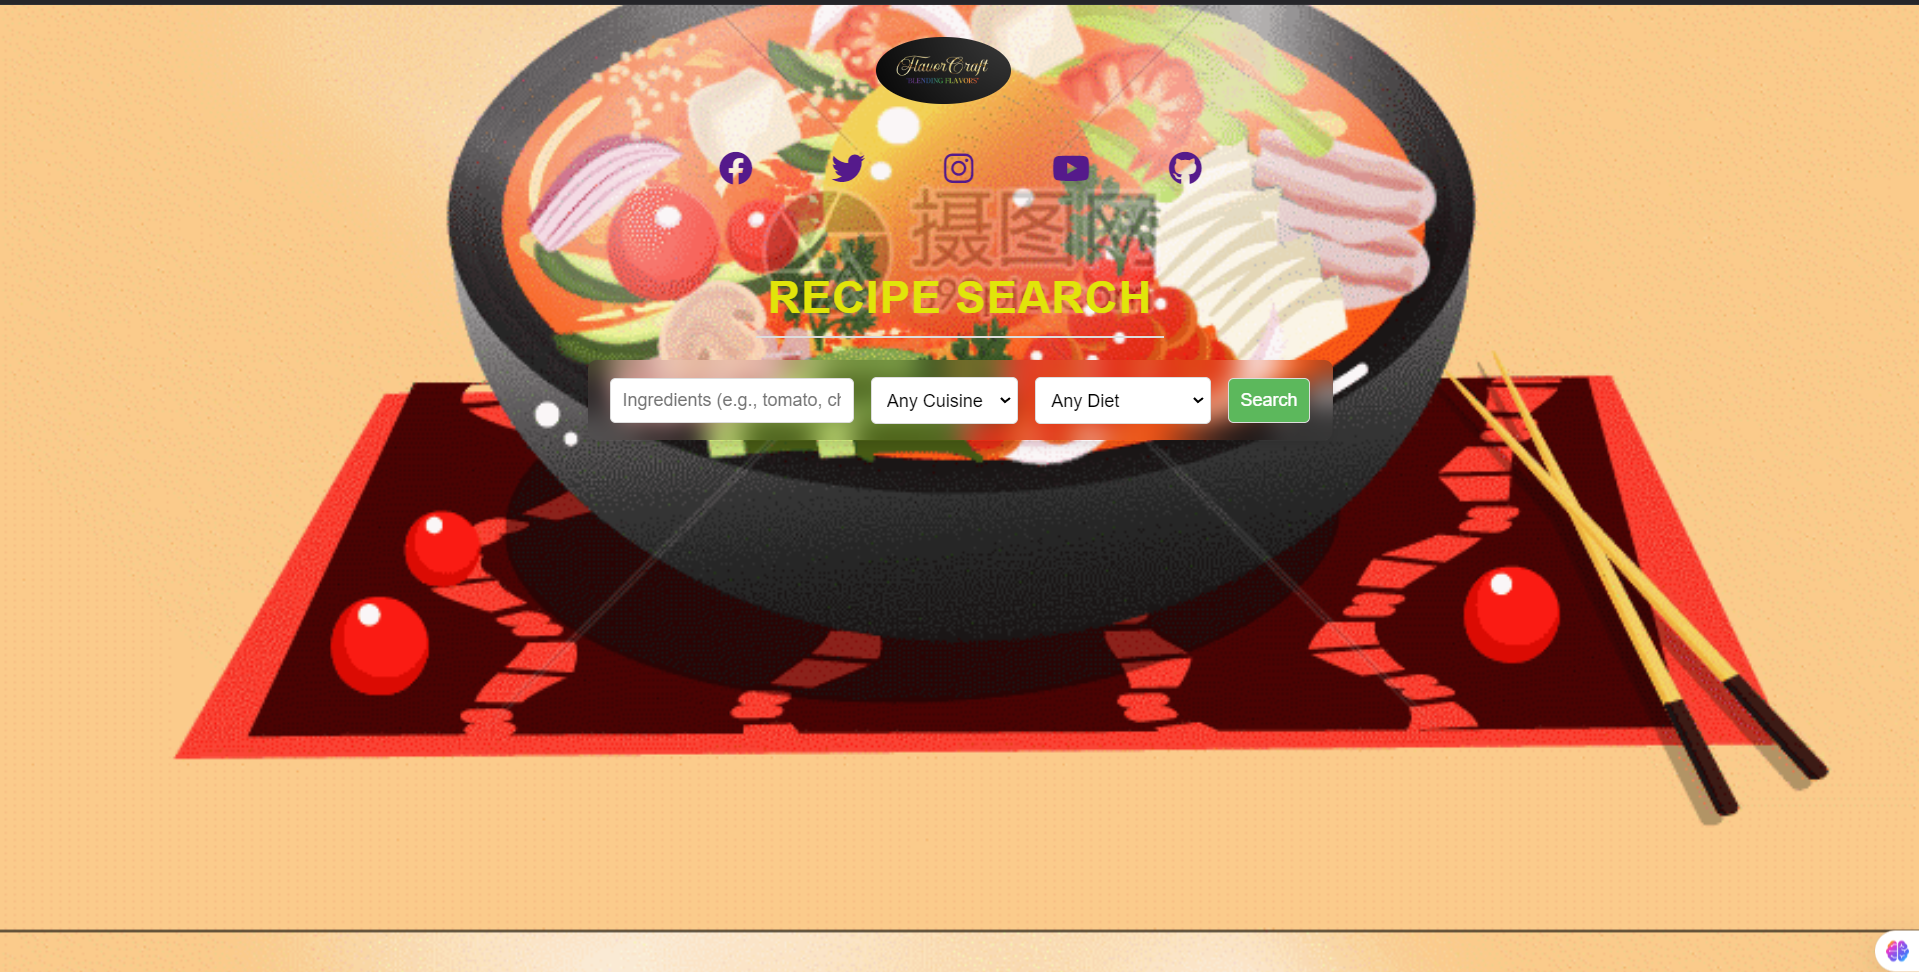 FlavorCraft
"BLENDING FLAVORS"
摄图网
RECIPE SEARCH
Ingredients (e.g., tomato, ch
Any Cuisine
Any Diet
Search